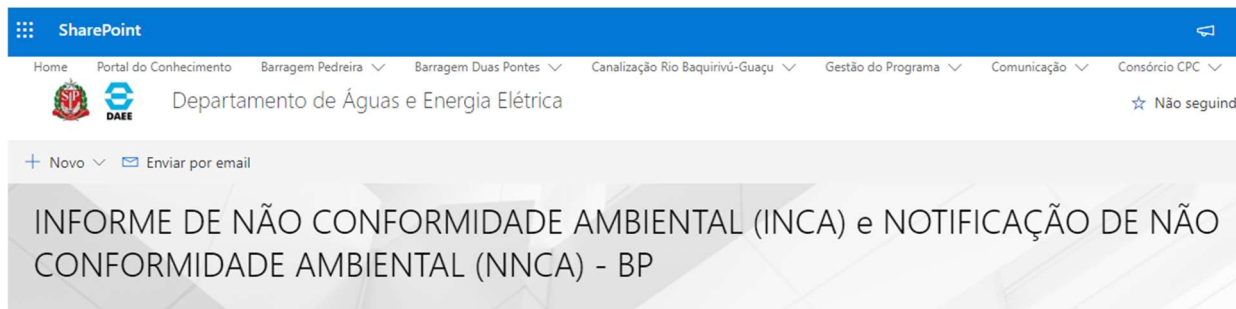 SharePoint
Home Portal do Conhecimento Barragem Pedreira Barragem Duas Pontes Canalização Rio Baquirivú-Guaçu Gestão do Programa Comunicação Consórcio CPC
DAEE Departamento de Águas e Energia Elétrica Não seguind
Novo Enviar por email
INFORME DE NÃO CONFORMIDADE AMBIENTAL (INCA) e NOTIFICAÇÃO DE NÃO
CONFORMIDADE AMBIENTAL (NNCA) - BP